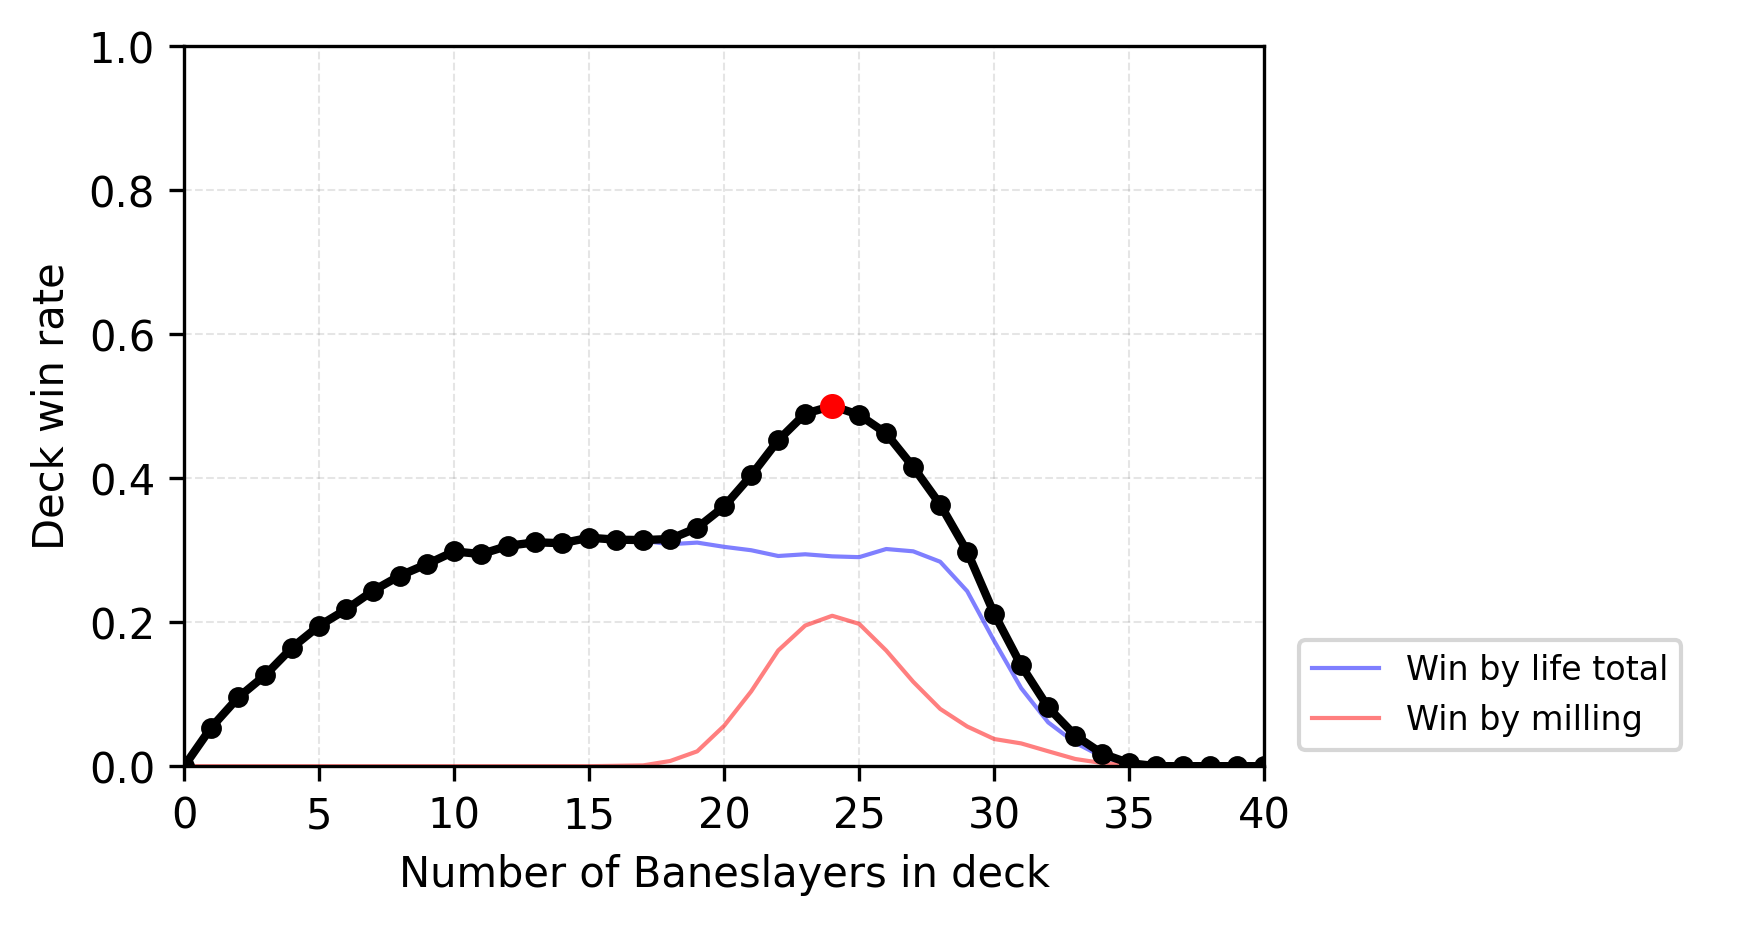 1.0
0.8
0.6
0.4
0.2
0.0
Deck win rate
0 5 10 15 20 25 30 35 40
Number of Baneslayers in deck
Win by life total
Win by milling